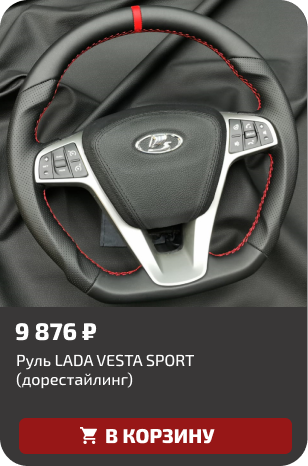 9 876 ₽
Руль LADA VESTA SPORT
(дорестайлинг)
В КОРЗИНУ